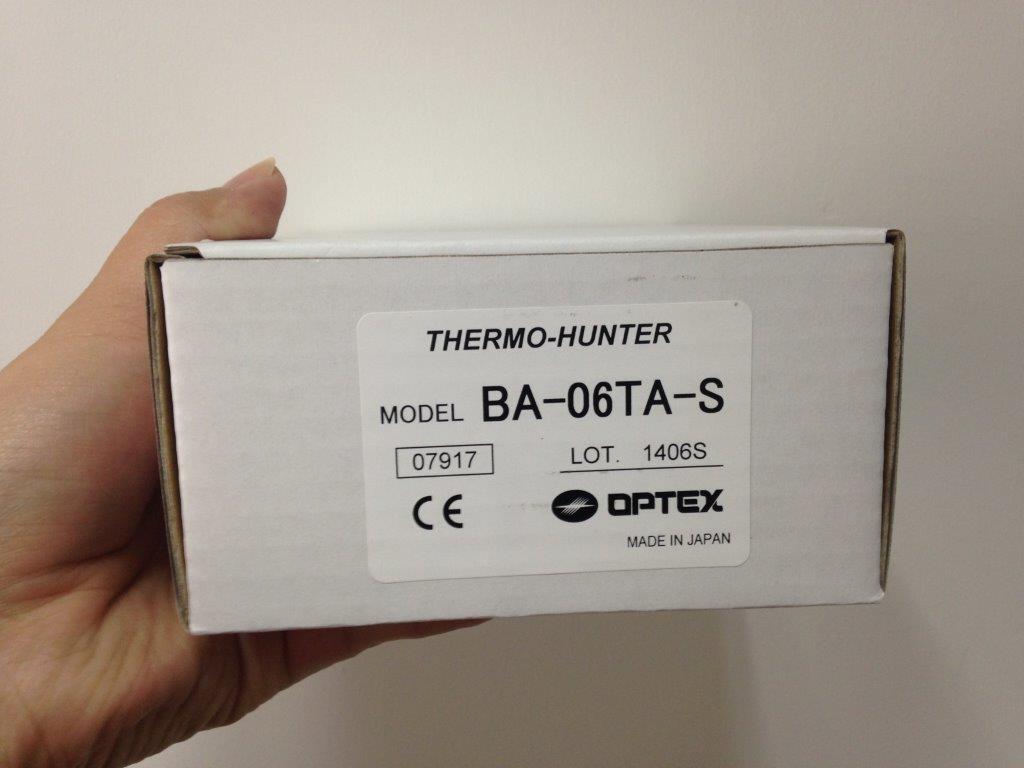 THERMO-HUNTER
MODEL BA-06TA-S
07917 LOT. 1406S
CE OPTEX
MADE IN JAPAN